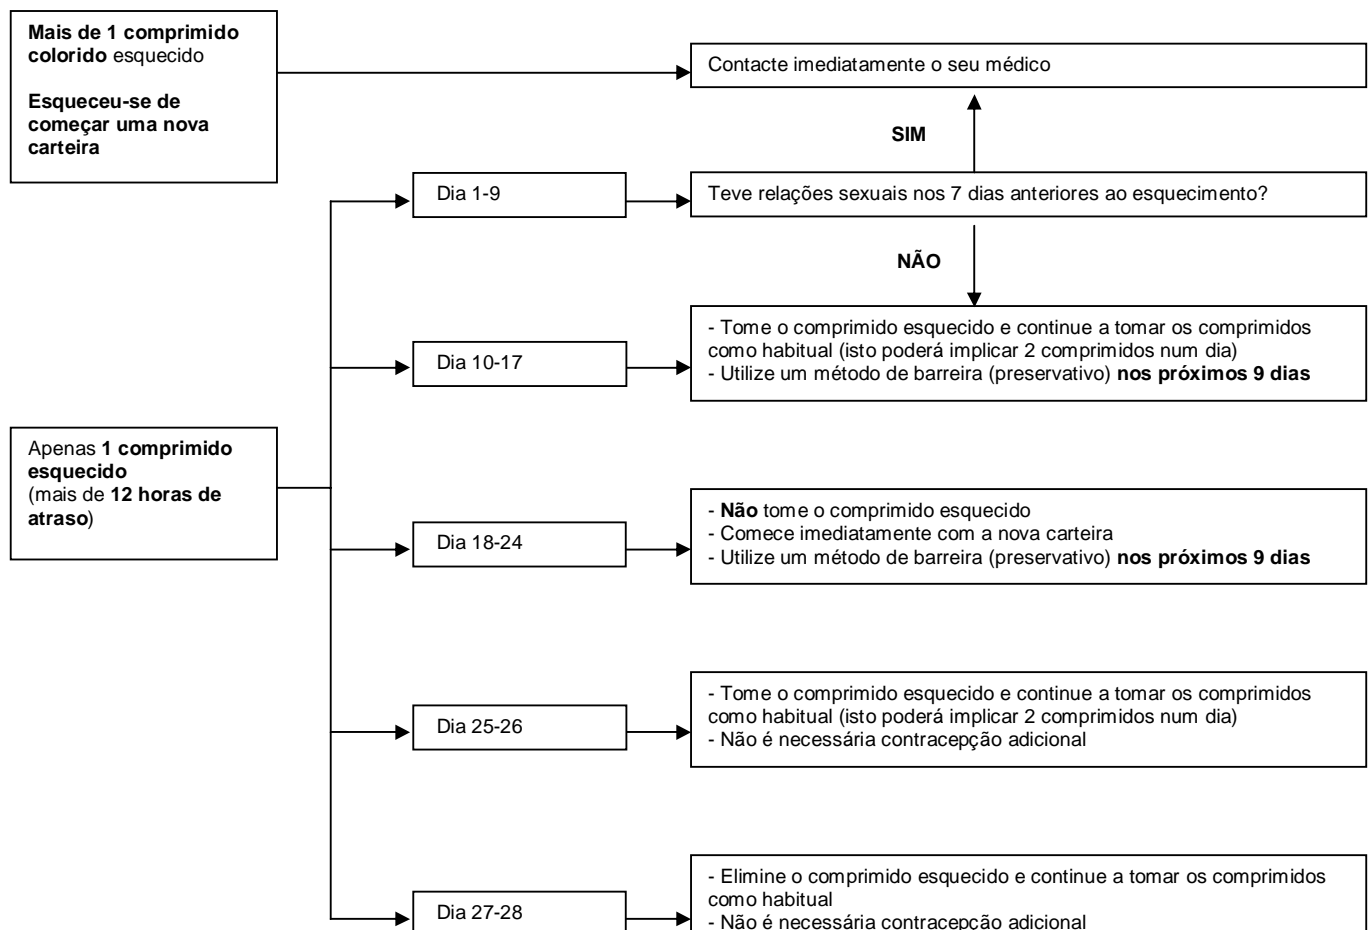 Mais de 1 comprimido
colorido esquecido
Esqueceu-se de
começar uma nova
carteira
Contacte imediatamente o seu médico
SIM
Dia 1-9
Teve relações sexuais nos 7 dias anteriores ao esquecimento?
NÃO
Dia 10-17
- Tome o comprimido esquecido e continue a tomar os comprimidos
como habitual (isto poderá implicar 2 comprimidos num dia)
- Utilize um método de barreira (preservativo) nos próximos 9 dias
Apenas 1 comprimido
esquecido
(mais de 12 horas de
atraso)
Dia 18-24
- Não tome o comprimido esquecido
- Comece imediatamente com a nova carteira
- Utilize um método de barreira (preservativo) nos próximos 9 dias
Dia 25-26
- Tome o comprimido esquecido e continue a tomar os comprimidos
como habitual (isto poderá implicar 2 comprimidos num dia)
- Não é necessária contracepção adicional
Dia 27-28
- Elimine o comprimido esquecido e continue a tomar os comprimidos
como habitual
- Não é necessária contracepção adicional